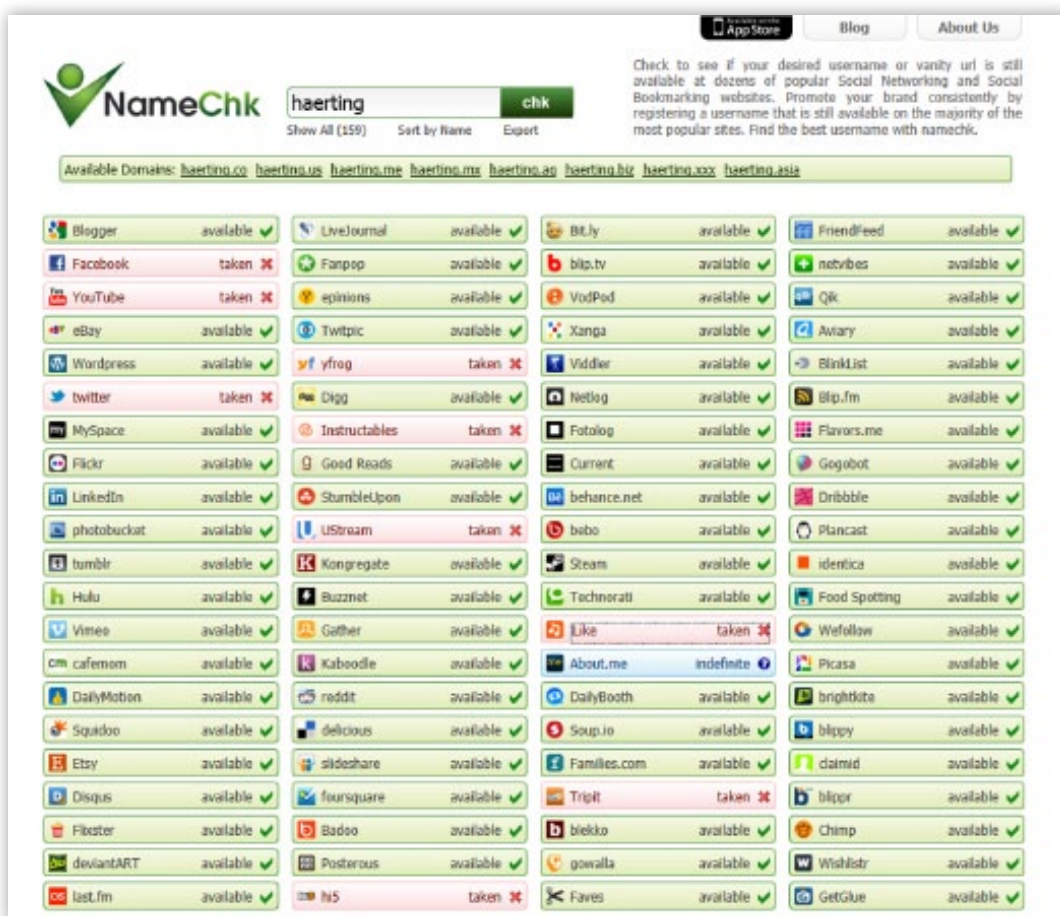 Available on the
App Store
Blog
About Us
NameChk
haerting
chk
Show All (159) Sort by Name Export
Check to see if your desired username or vanity url is still
available at dozens of popular Social Networking and Social
Bookmarking websites. Promote your brand consistently by
registering a username that is still available on the majority of the
most popular sites. Find the best username with namechk.
Available Domains: haerting.co haerting.us haerting.me haerting.mx haerting.ag haerting.biz haerting.xxx haerting.asia
Blogger available LiveJournal available Bit.ly available FriendFeed available
Facebook taken Fanpop available blip.tv available netvibes available
YouTube taken epinions available VodPod available Qik available
eBay available Twitpic available Xanga available Aviary available
Wordpress available yfrog taken Viddler available BlinkList available
twitter taken Digg available Netlog available Blip.fm available
MySpace available Instructables taken Fotolog available Flavors.me available
Flickr available Good Reads available Current available Gogobot available
LinkedIn available StumbleUpon available behance.net available Dribbble available
photobucket available UStream taken bebo available Plancast available
tumblr available Kongregate available Steam available identica available
Hulu available Buzznet available Technorati available Food Spotting available
Vimeo available Gather available iLike taken Wefollow available
cafemom available Kaboodle available About.me indefinite Picasa available
DailyMotion available reddit available DailyBooth available brightkite available
Squidoo available delicious available Soup.io available blippy available
Etsy available slideshare available Families.com available claimid available
Disqus available foursquare available Tripit taken blippr available
Flixster available Badoo available blekko available Chimp available
deviantART available Posterous available gowalla available Wishlistr available
last.fm available hi5 taken Faves available GetGlue available